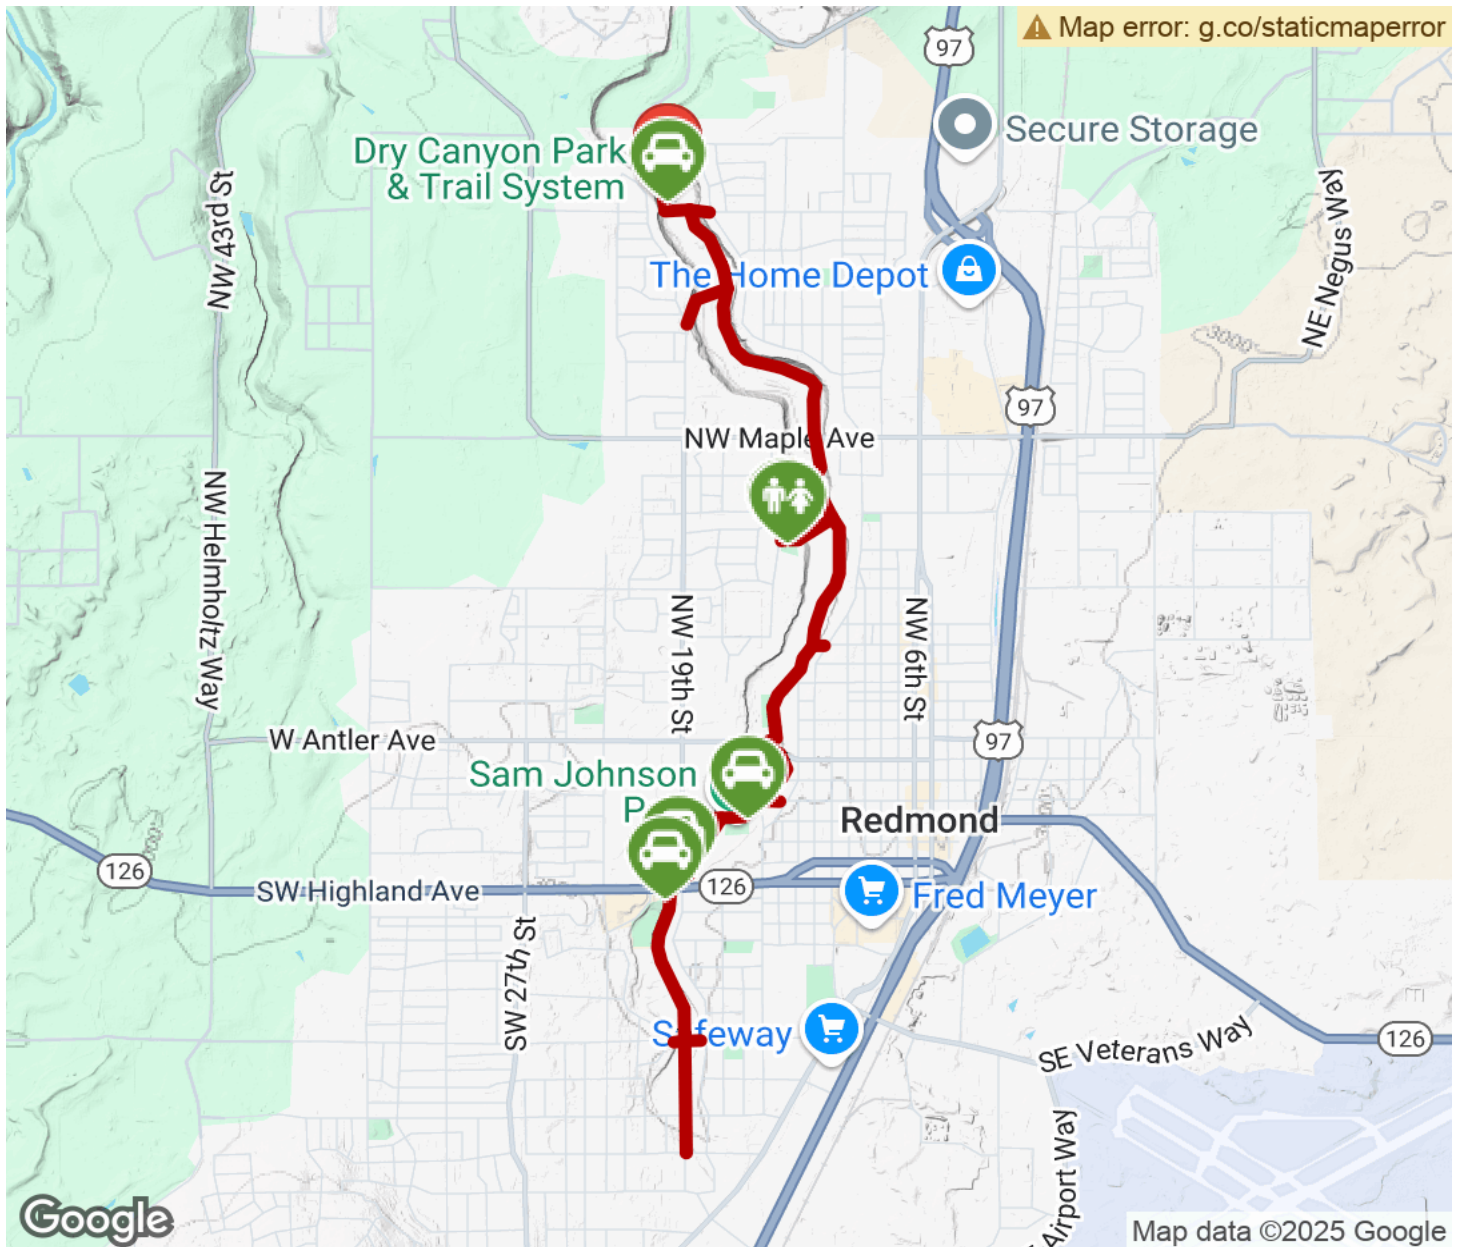 Map error: g.co/staticmaperror
97
Secure Storage
Dry Canyon Park
& Trail System
NW 43rd St
NE Negus Way
The Home Depot
3000
97
NW Maple Ave
NW Helmholtz Way
NW 19th St
NW 6th St
W Antler Ave
97
Sam Johnson
P
Redmond
126
SW Highland Ave
126
Fred Meyer
SW 27th St
Safeway
SE Veterans Way
126
Airport Way
Google
Map data ©2025 Google